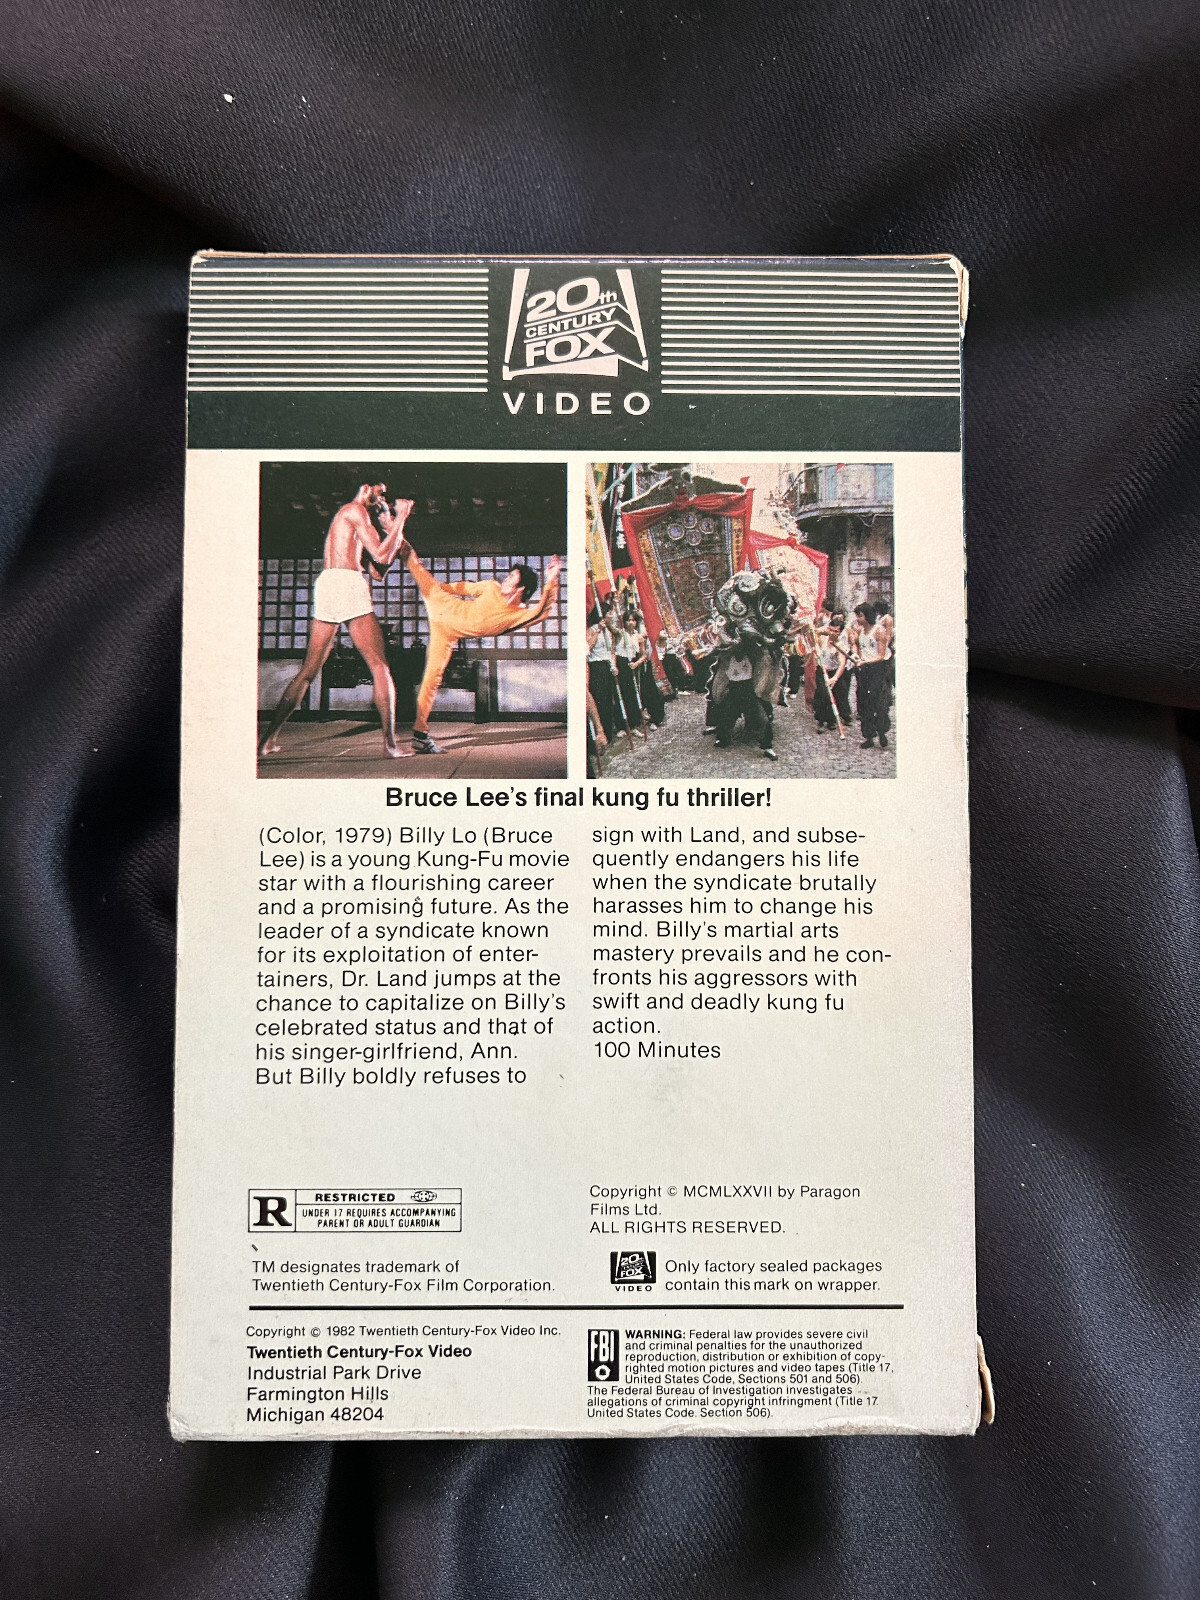 20th
CENTURY
FOX
VIDEO
Bruce Lee's final kung fu thriller!
(Color, 1979) Billy Lo (Bruce
Lee) is a young Kung-Fu movie
star with a flourishing career
and a promising future. As the
leader of a syndicate known
for its exploitation of enter-
tainers, Dr. Land jumps at the
chance to capitalize on Billy's
celebrated status and that of
his singer-girlfriend, Ann.
But Billy boldly refuses to
sign with Land, and subse-
quently endangers his life
when the syndicate brutally
harasses him to change his
mind. Billy's martial arts
mastery prevails and he con-
fronts his aggressors with
swift and deadly kung fu
action.
100 Minutes
R
RESTRICTED
UNDER 17 REQUIRES ACCOMPANYING
PARENT OR ADULT GUARDIAN
Copyright © MCMLXXVII by Paragon
Films Ltd.
ALL RIGHTS RESERVED.
TM designates trademark of
Twentieth Century-Fox Film Corporation.
20th
CENTURY
FOX
VIDEO
Only factory sealed packages
contain this mark on wrapper.
Copyright © 1982 Twentieth Century-Fox Video Inc.
Twentieth Century-Fox Video
Industrial Park Drive
Farmington Hills
Michigan 48204
FBI
WARNING: Federal law provides severe civil
and criminal penalties for the unauthorized
reproduction, distribution or exhibition of copy-
righted motion pictures and video tapes (Title 17,
United States Code, Sections 501 and 506).
The Federal Bureau of Investigation investigates
allegations of criminal copyright infringment (Title 17.
United States Code. Section 506).